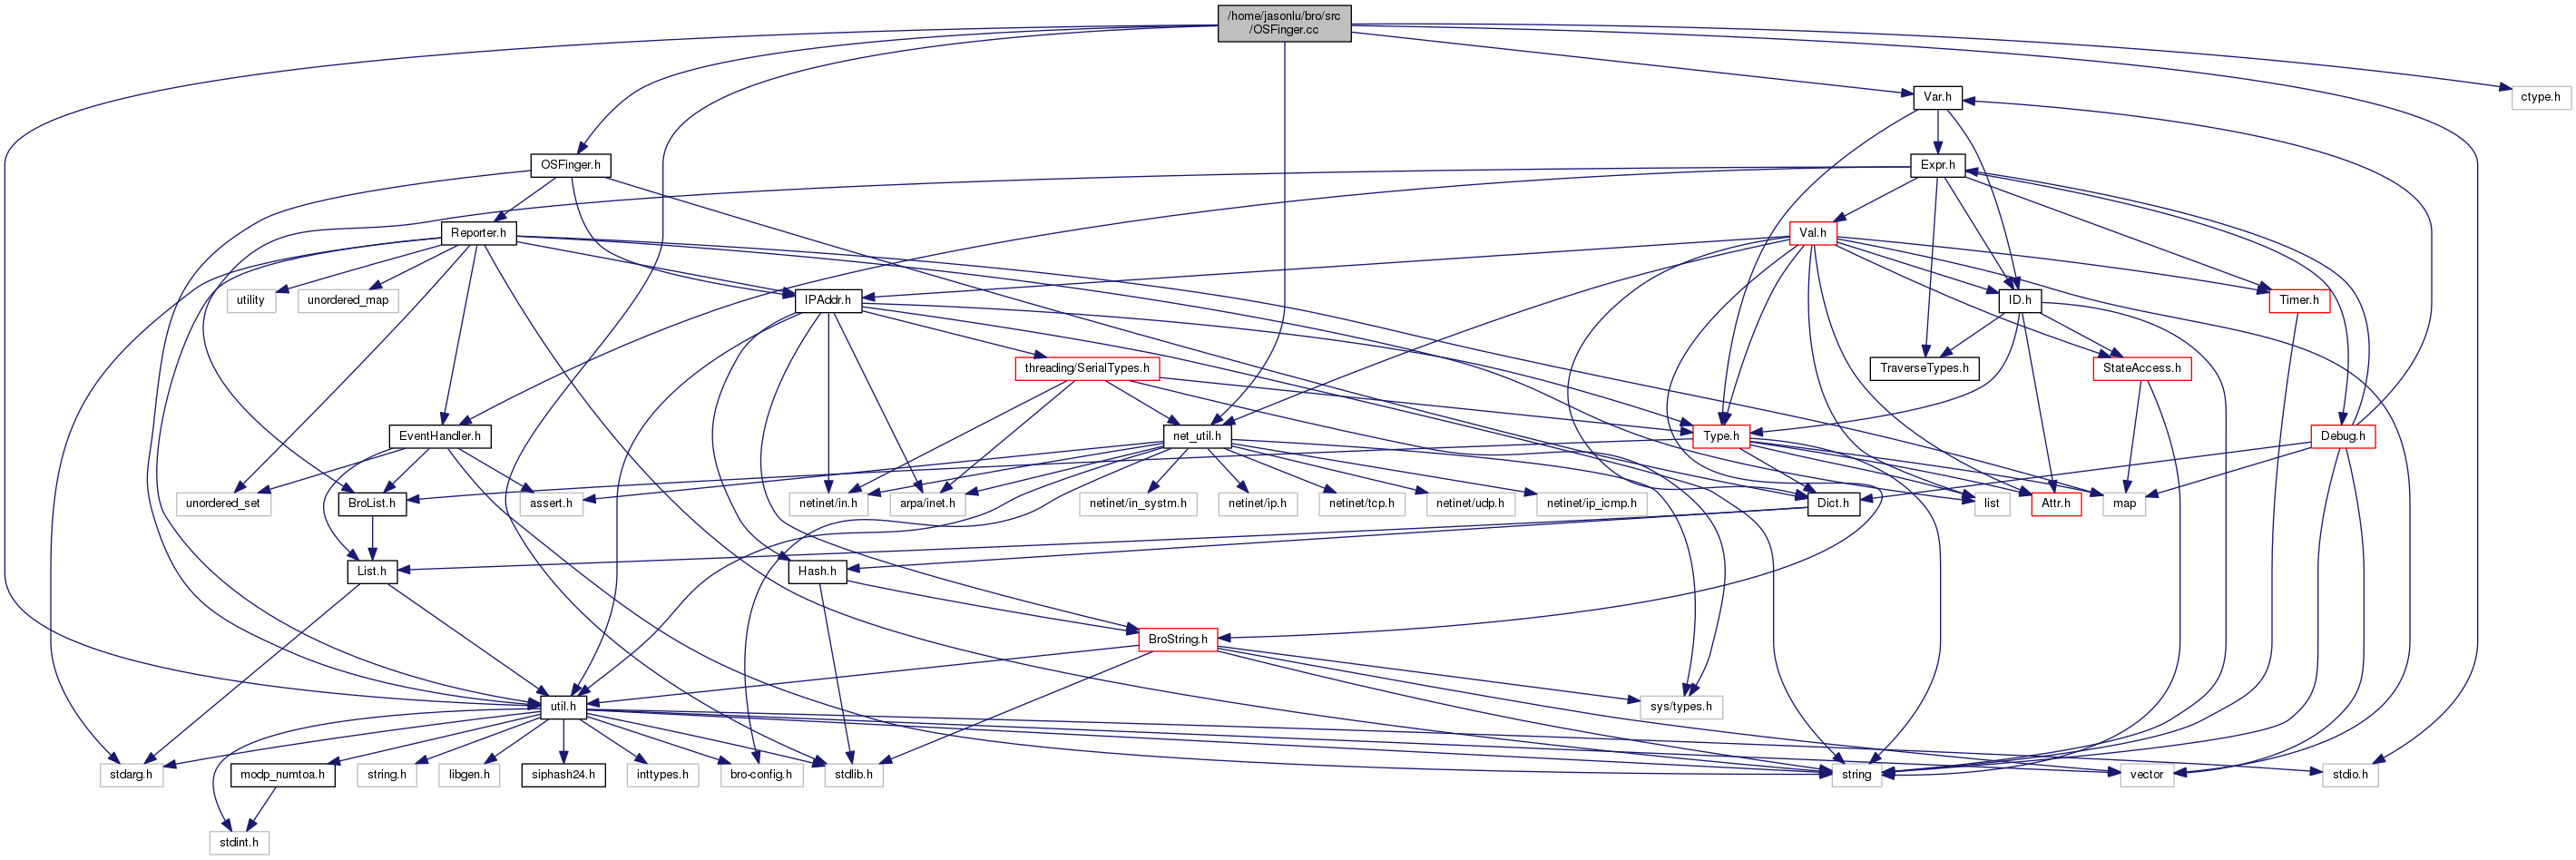 /home/jasonlu/bro/src
/OSFinger.cc
Var.h
ctype.h
OSFinger.h
Expr.h
Reporter.h
Val.h
utility
unordered_map
IPAddr.h
ID.h
Timer.h
threading/SerialTypes.h
TraverseTypes.h
StateAccess.h
EventHandler.h
net_util.h
Type.h
Debug.h
unordered_set
BroList.h
assert.h
netinet/in.h
arpa/inet.h
netinet/in_systm.h
netinet/ip.h
netinet/tcp.h
netinet/udp.h
netinet/ip_icmp.h
Dict.h
list
Attr.h
map
List.h
Hash.h
BroString.h
util.h
sys/types.h
stdarg.h
modp_numtoa.h
string.h
libgen.h
siphash24.h
inttypes.h
bro-config.h
stdlib.h
string
vector
stdio.h
stdint.h